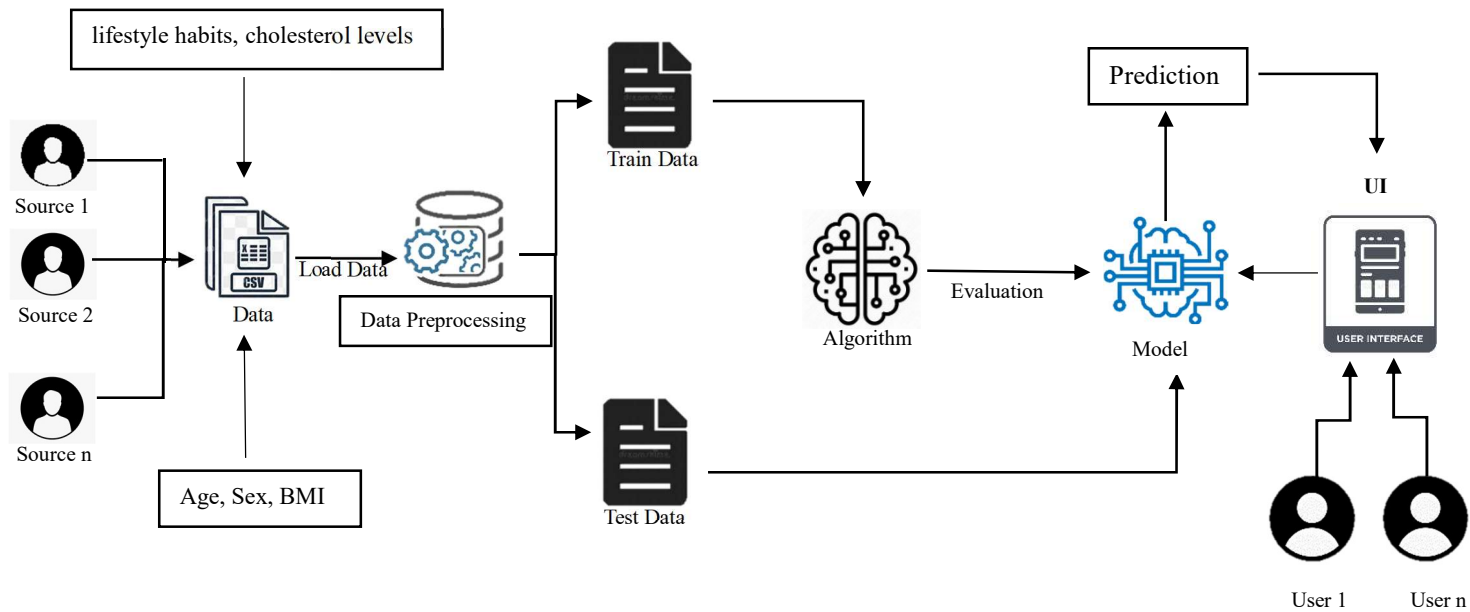 lifestyle habits, cholesterol levels
Source 1
Source 2
Source n
X
CSV
Data
Age, Sex, BMI
Load Data
Data Preprocessing
Train Data
Test Data
Algorithm
Evaluation
Prediction
Model
UI
USER INTERFACE
User 1
User n